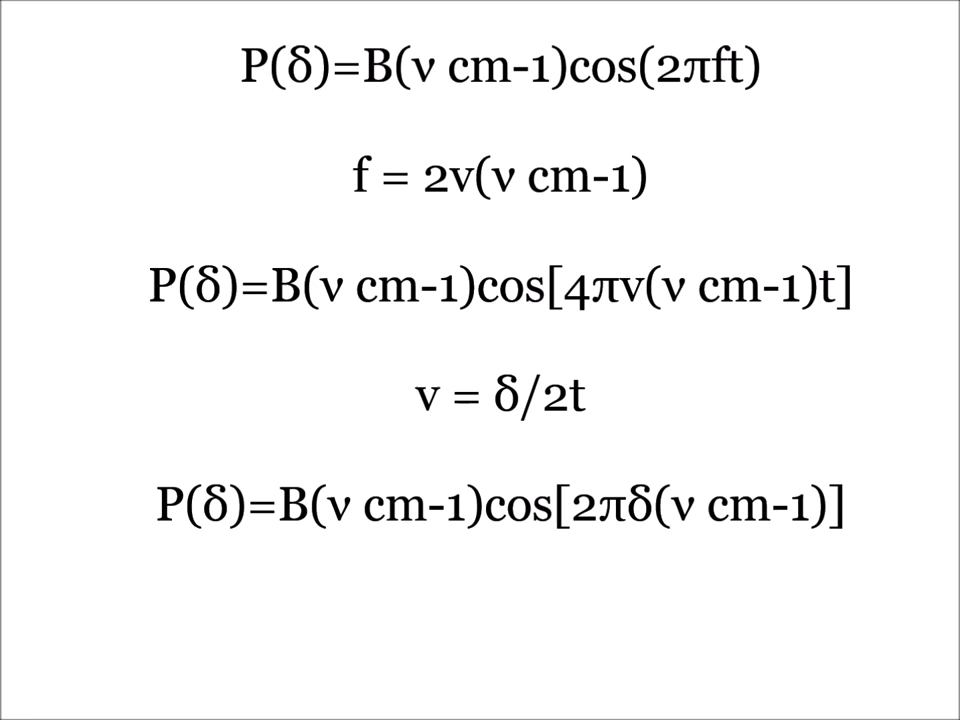 P(δ)=B(ν cm-1)cos(2πft)
f = 2v(ν cm-1)
P(δ)=B(ν cm-1)cos[4πv(ν cm-1)t]
v = δ/2t
P(δ)=B(ν cm-1)cos[2πδ(ν cm-1)]